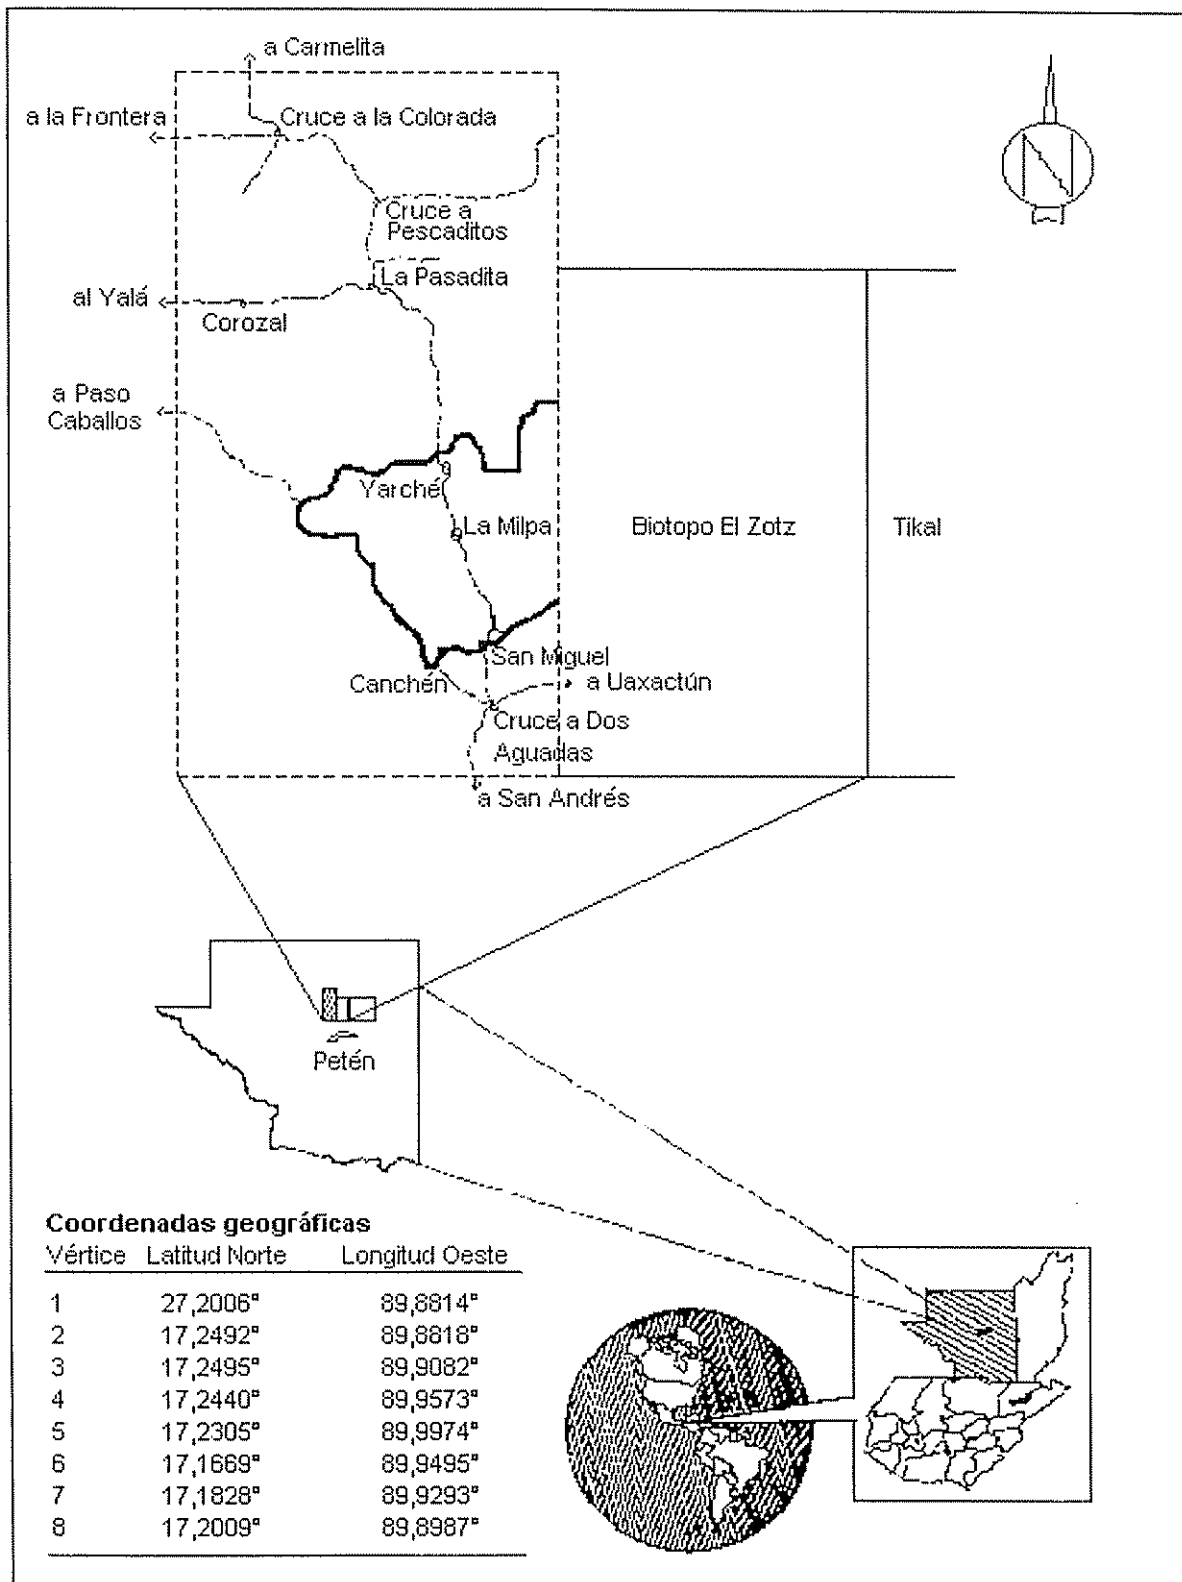 a Carmelita
a la Frontera
Cruce a la Colorada
Cruce a
Pescaditos
La Pasadita
al Yalá
Corozal
a Paso
Caballos
Yarché
La Milpa
Biotopo El Zotz
Tikal
San Miguel
Canchén
a Uaxactún
Cruce a Dos
Aguadas
a San Andrés
Petén
Coordenadas geográficas
Vértice Latitud Norte Longitud Oeste
1 27,2006° 89,8814°
2 17,2492° 89,8818°
3 17,2495° 89,9082°
4 17,2440° 89,9573°
5 17,2305° 89,9974°
6 17,1669° 89,9495°
7 17,1828° 89,9293°
8 17,2009° 89,8987°
N